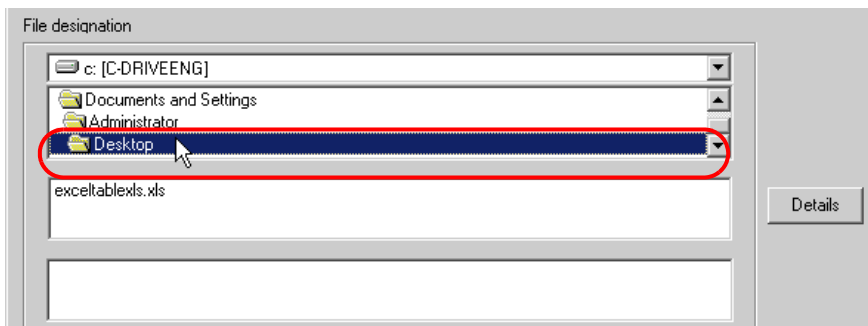 File designation
c: [C-DRIVEENG]
Documents and Settings
Administrator
Desktop
exceltablexls.xls
Details